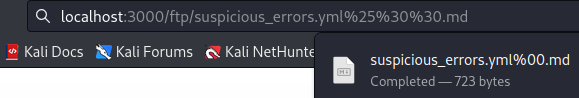 localhost:3000/ftp/suspicious_errors.yml%25%30%30.md
Kali Docs Kali Forums Kali NetHunte
suspicious_errors.yml%00.md
Completed — 723 bytes